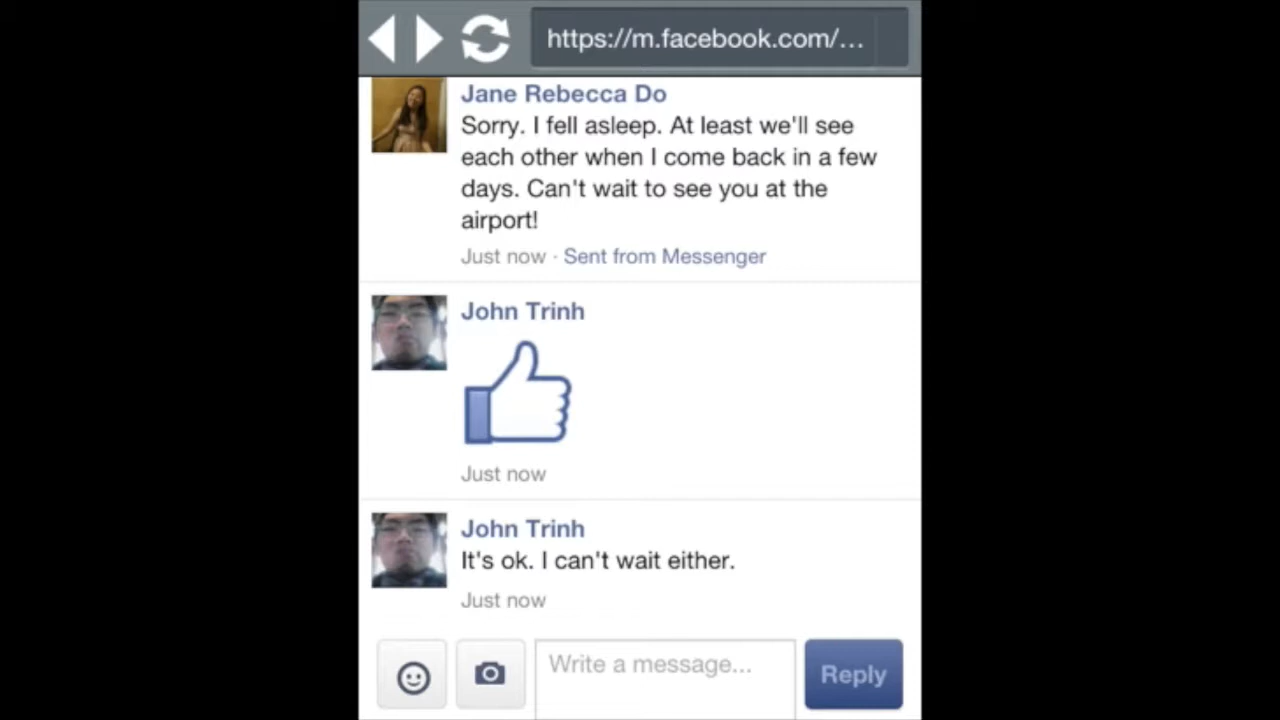 https://m.facebook.com/...
Jane Rebecca Do
Sorry. I fell asleep. At least we'll see
each other when I come back in a few
days. Can't wait to see you at the
airport!
Just now · Sent from Messenger
John Trinh
Just now
John Trinh
It's ok. I can't wait either.
Just now
Write a message...
Reply